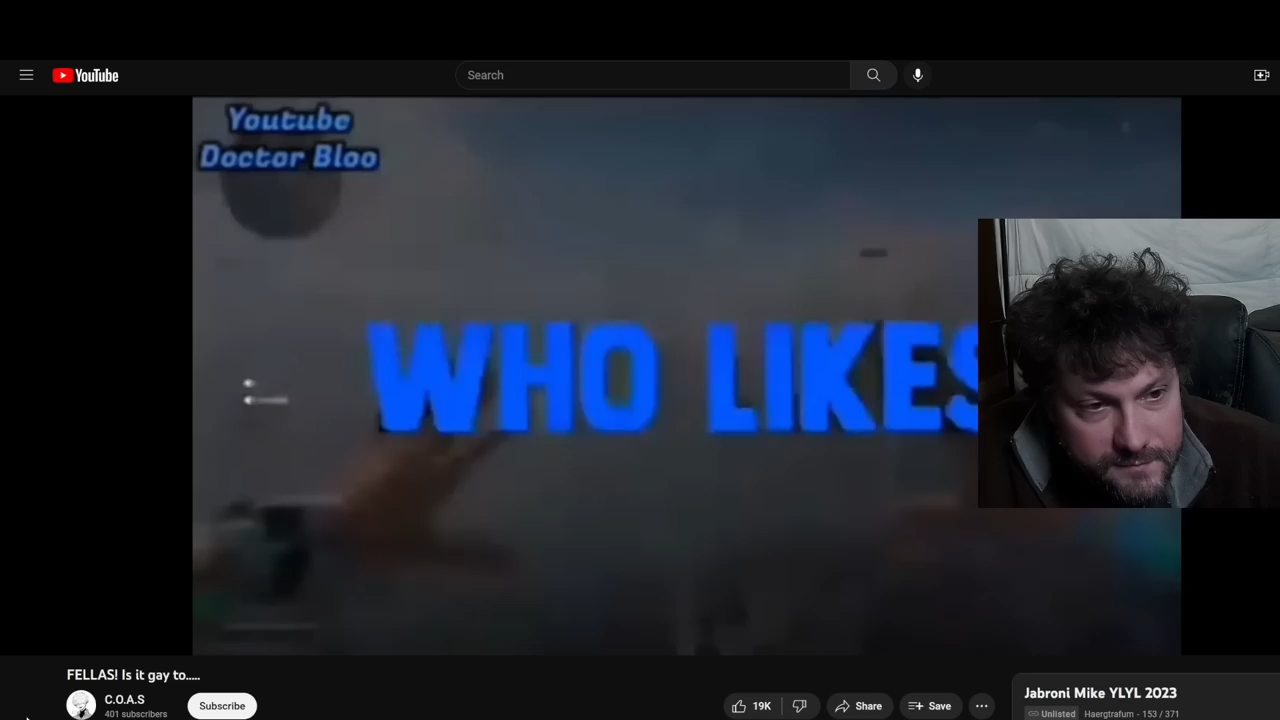 YouTube
Search
Youtube
Doctor Bloo
WHO LIKES
FELLAS! Is it gay to.....
C.O.A.S
401 subscribers
Subscribe
19K
Share
Save
Jabroni Mike YLYL 2023
Unlisted
Haergtrafum - 153 / 371